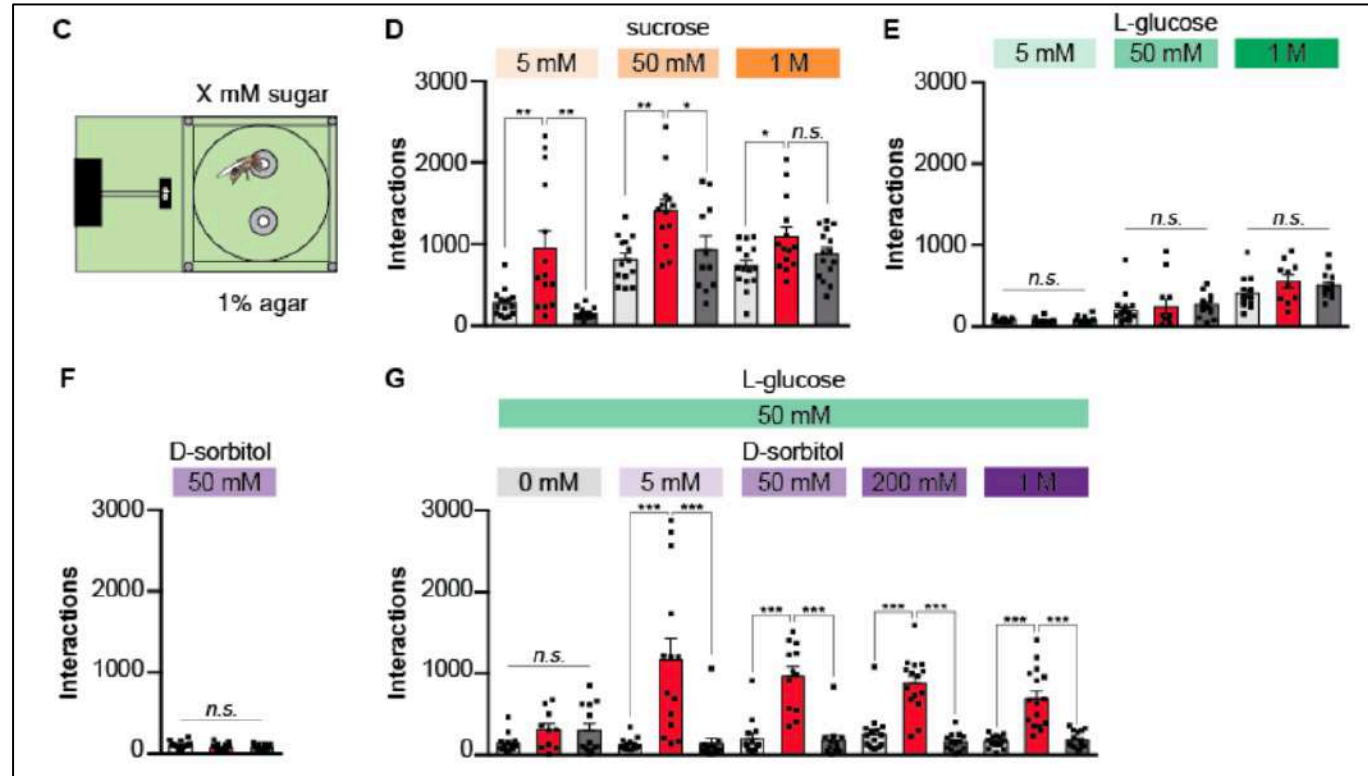 C
X mM sugar
1% agar
D
sucrose
5 mM 50 mM 1 M
Interactions
3000
2000
1000
0
** ** ** * * n.s.
E
L-glucose
5 mM 50 mM 1 M
Interactions
3000
2000
1000
0
n.s. n.s. n.s.
F
D-sorbitol
50 mM
Interactions
3000
2000
1000
0
n.s.
G
L-glucose
50 mM
D-sorbitol
0 mM 5 mM 50 mM 200 mM 1 M
Interactions
3000
2000
1000
0
n.s. *** *** *** *** *** *** *** ***